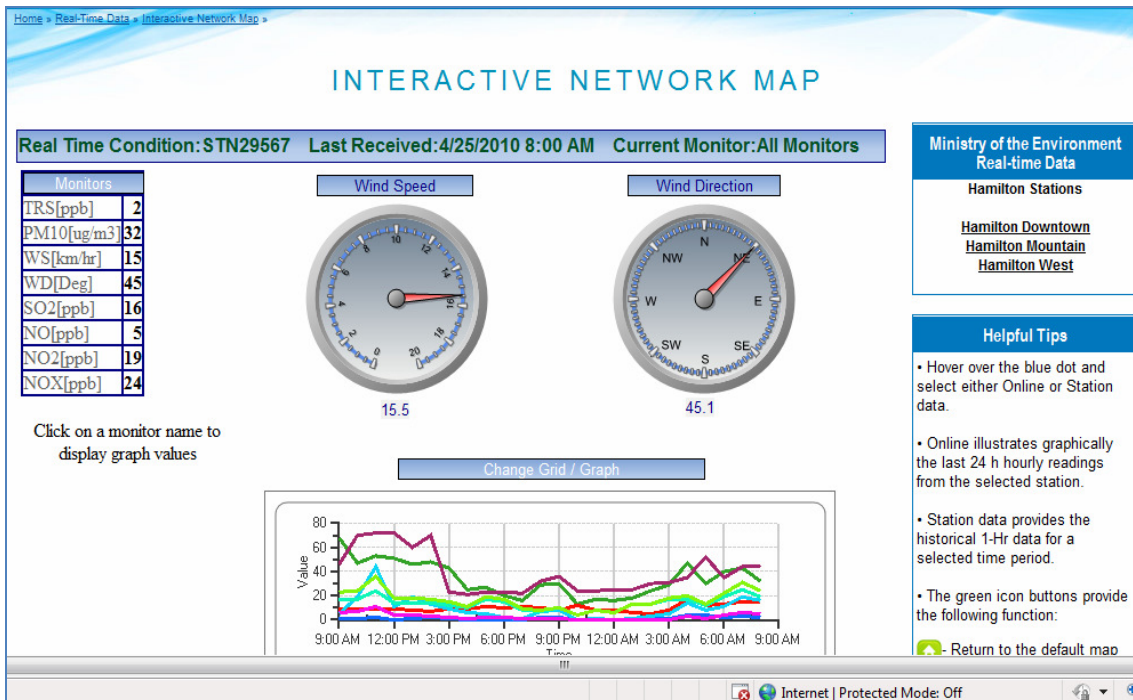 Home » Real-Time Data » Interactive Network Map »
INTERACTIVE NETWORK MAP
Real Time Condition:STN29567 Last Received:4/25/2010 8:00 AM Current Monitor:All Monitors
Monitors
TRS[ppb] 2
PM10[ug/m3] 32
WS[km/hr] 15
WD[Deg] 45
SO2[ppb] 16
NO[ppb] 5
NO2[ppb] 19
NOX[ppb] 24
Click on a monitor name to
display graph values
Wind Speed
0 2 4 6 8 10 12 14 16 18 20
15.5
Wind Direction
N NE E SE S SW W NW
45.1
Change Grid / Graph
Value
80
60
40
20
0
9:00 AM 12:00 PM 3:00 PM 6:00 PM 9:00 PM 12:00 AM 3:00 AM 6:00 AM 9:00 AM
Time
Ministry of the Environment
Real-time Data
Hamilton Stations
Hamilton Downtown
Hamilton Mountain
Hamilton West
Helpful Tips
• Hover over the blue dot and
select either Online or Station
data.
• Online illustrates graphically
the last 24 h hourly readings
from the selected station.
• Station data provides the
historical 1-Hr data for a
selected time period.
• The green icon buttons provide
the following function:
- Return to the default map
Internet | Protected Mode: Off